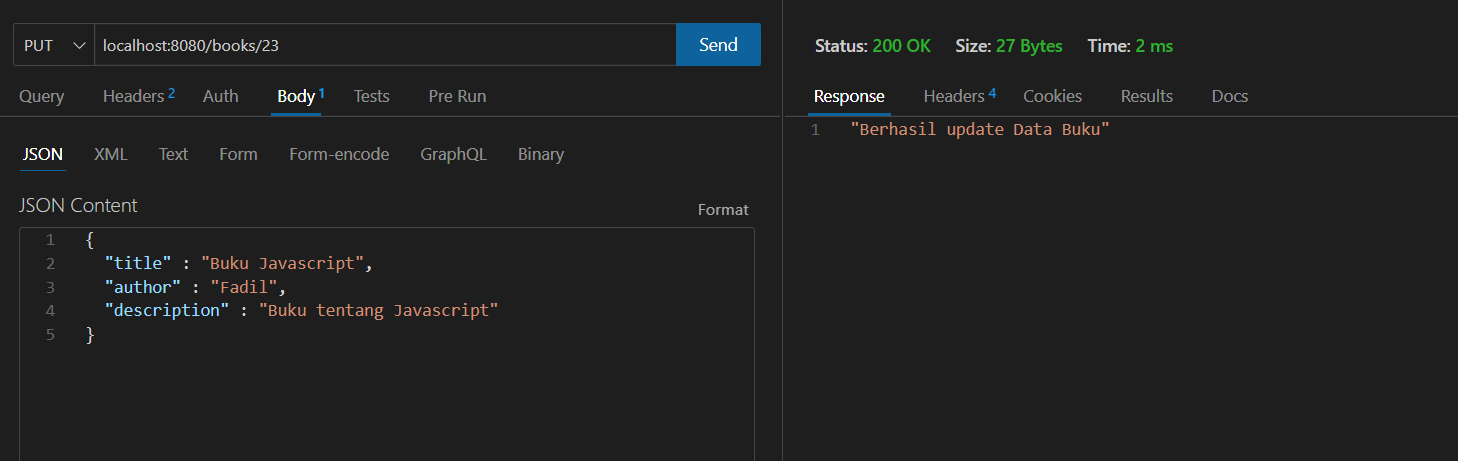 PUT localhost:8080/books/23 Send
Query Headers 2 Auth Body 1 Tests Pre Run
JSON XML Text Form Form-encode GraphQL Binary
JSON Content
Format
1 {
2 "title" : "Buku Javascript",
3 "author" : "Fadil",
4 "description" : "Buku tentang Javascript"
5 }
Status: 200 OK Size: 27 Bytes Time: 2 ms
Response Headers 4 Cookies Results Docs
1 "Berhasil update Data Buku"